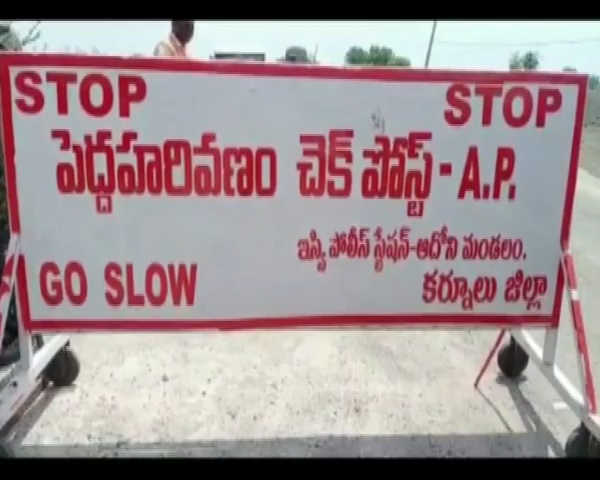 STOP STOP
పెద్దహరివణం చెక్ పోస్ట్ - A.P.
ఇస్వి పోలీస్ స్టేషన్-ఆదోని మండలం.
GO SLOW కర్నూలు జిల్లా